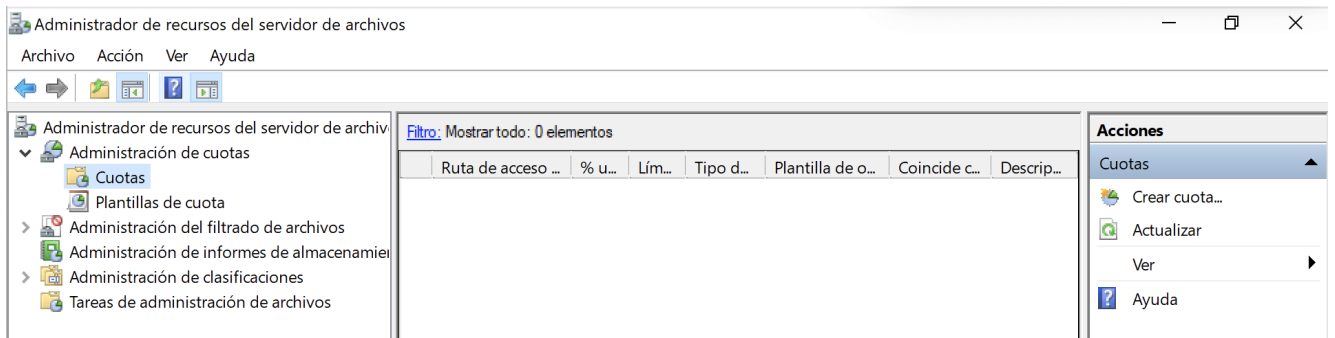 Administrador de recursos del servidor de archivos
Archivo Acción Ver Ayuda
Administrador de recursos del servidor de archiv
Administración de cuotas
Cuotas
Plantillas de cuota
Administración del filtrado de archivos
Administración de informes de almacenamie
Administración de clasificaciones
Tareas de administración de archivos
Filtro: Mostrar todo: 0 elementos
Ruta de acceso ... % u... Lím... Tipo d... Plantilla de o... Coincide c... Descrip...
Acciones
Cuotas
Crear cuota...
Actualizar
Ver
Ayuda